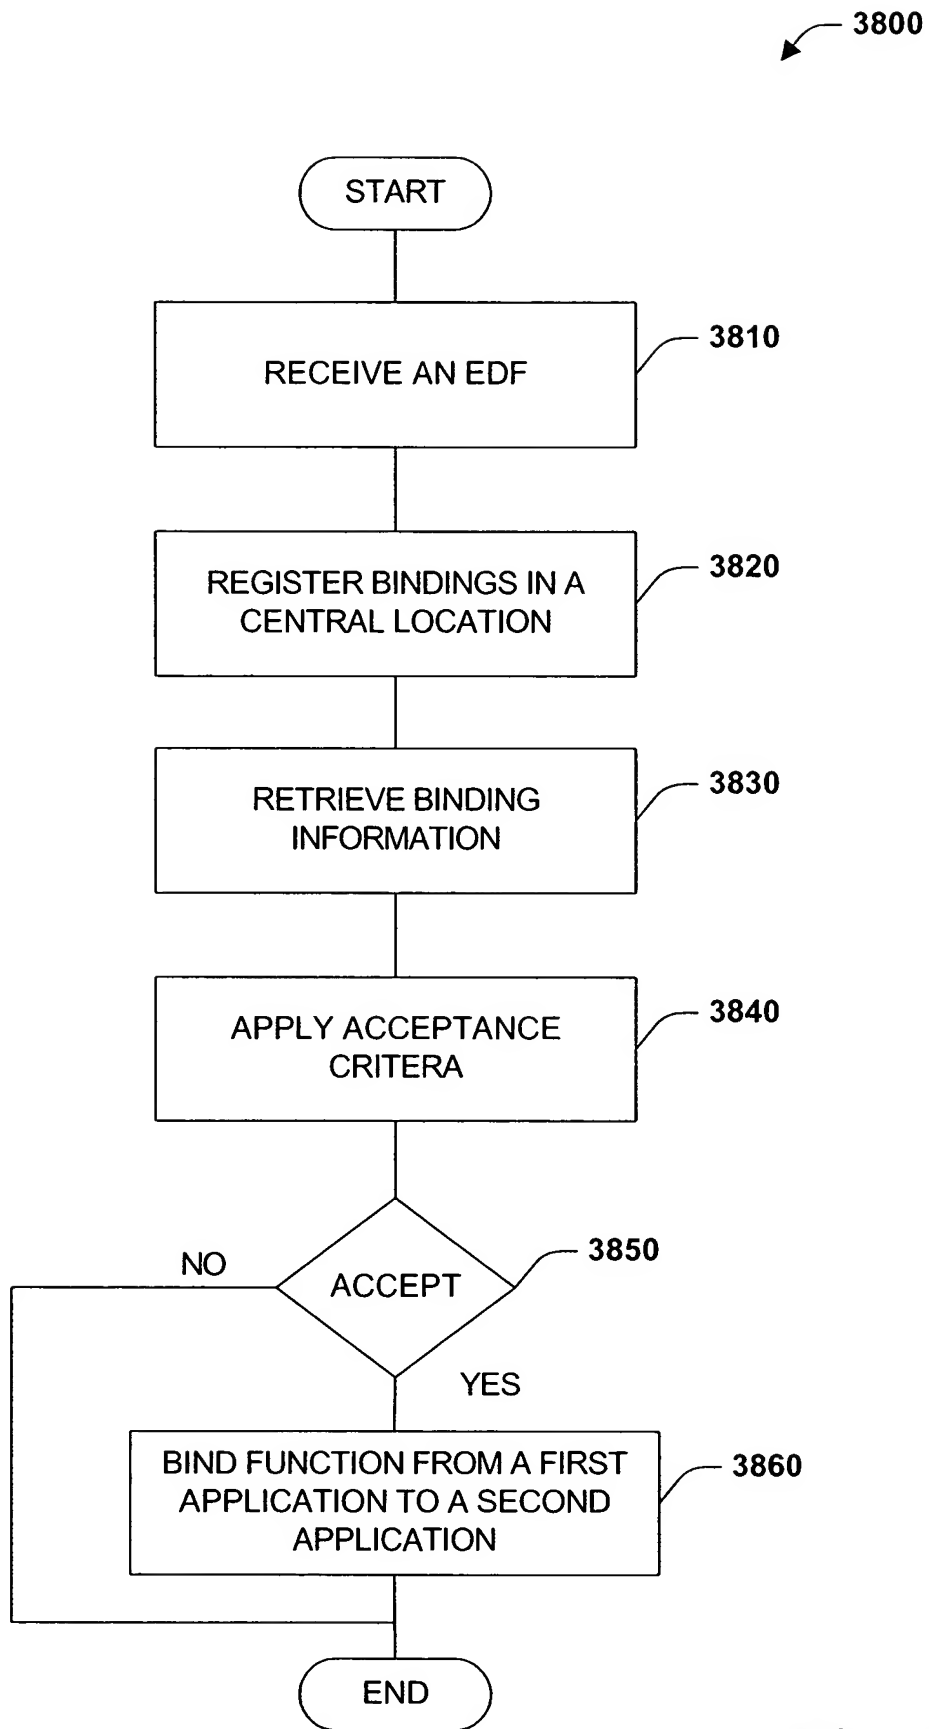 3800
START
RECEIVE AN EDF
3810
REGISTER BINDINGS IN A
CENTRAL LOCATION
3820
RETRIEVE BINDING
INFORMATION
3830
APPLY ACCEPTANCE
CRITERA
3840
NO
ACCEPT
3850
YES
BIND FUNCTION FROM A FIRST
APPLICATION TO A SECOND
APPLICATION
3860
END